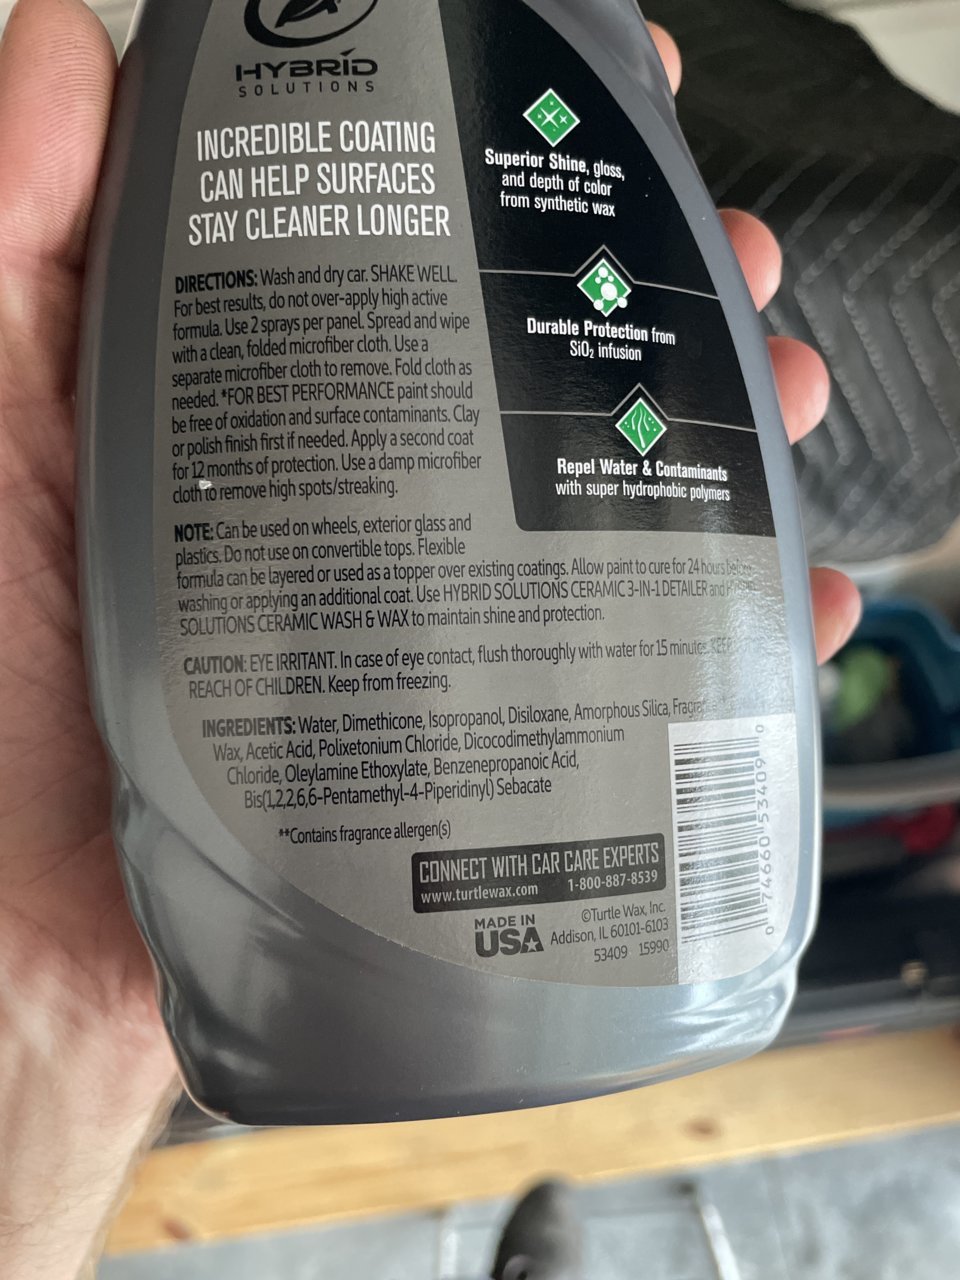 HYBRID
SOLUTIONS
INCREDIBLE COATING
CAN HELP SURFACES
STAY CLEANER LONGER
DIRECTIONS: Wash and dry car. SHAKE WELL.
For best results, do not over-apply high active
formula. Use 2 sprays per panel. Spread and wipe
with a clean, folded microfiber cloth. Use a
separate microfiber cloth to remove. Fold cloth as
needed. *FOR BEST PERFORMANCE paint should
be free of oxidation and surface contaminants. Clay
or polish finish first if needed. Apply a second coat
for 12 months of protection. Use a damp microfiber
cloth to remove high spots/streaking.
NOTE: Can be used on wheels, exterior glass and
plastics. Do not use on convertible tops. Flexible
formula can be layered or used as a topper over existing coatings. Allow paint to cure for 24 hours before
washing or applying an additional coat. Use HYBRID SOLUTIONS CERAMIC 3-IN-1 DETAILER and
SOLUTIONS CERAMIC WASH & WAX to maintain shine and protection.
CAUTION: EYE IRRITANT. In case of eye contact, flush thoroughly with water for 15 minutes. KEEP
REACH OF CHILDREN. Keep from freezing.
INGREDIENTS: Water, Dimethicone, Isopropanol, Disiloxane, Amorphous Silica,
Wax, Acetic Acid, Polixetonium Chloride, Dicocodimethylammonium
Chloride, Oleylamine Ethoxylate, Benzenepropanoic Acid,
Bis(1,2,2,6,6-Pentamethyl-4-Piperidinyl) Sebacate
**Contains fragrance allergen(s)
CONNECT WITH CAR CARE EXPERTS
www.turtlewax.com 1-800-887-8539
MADE IN
USA
©Turtle Wax, Inc.
Addison, IL 60101-6103
53409 15990
Superior Shine, gloss,
and depth of color
from synthetic wax
Durable Protection from
SiO₂ infusion
Repel Water & Contaminants
with super hydrophobic polymers
0 74660 53409 0